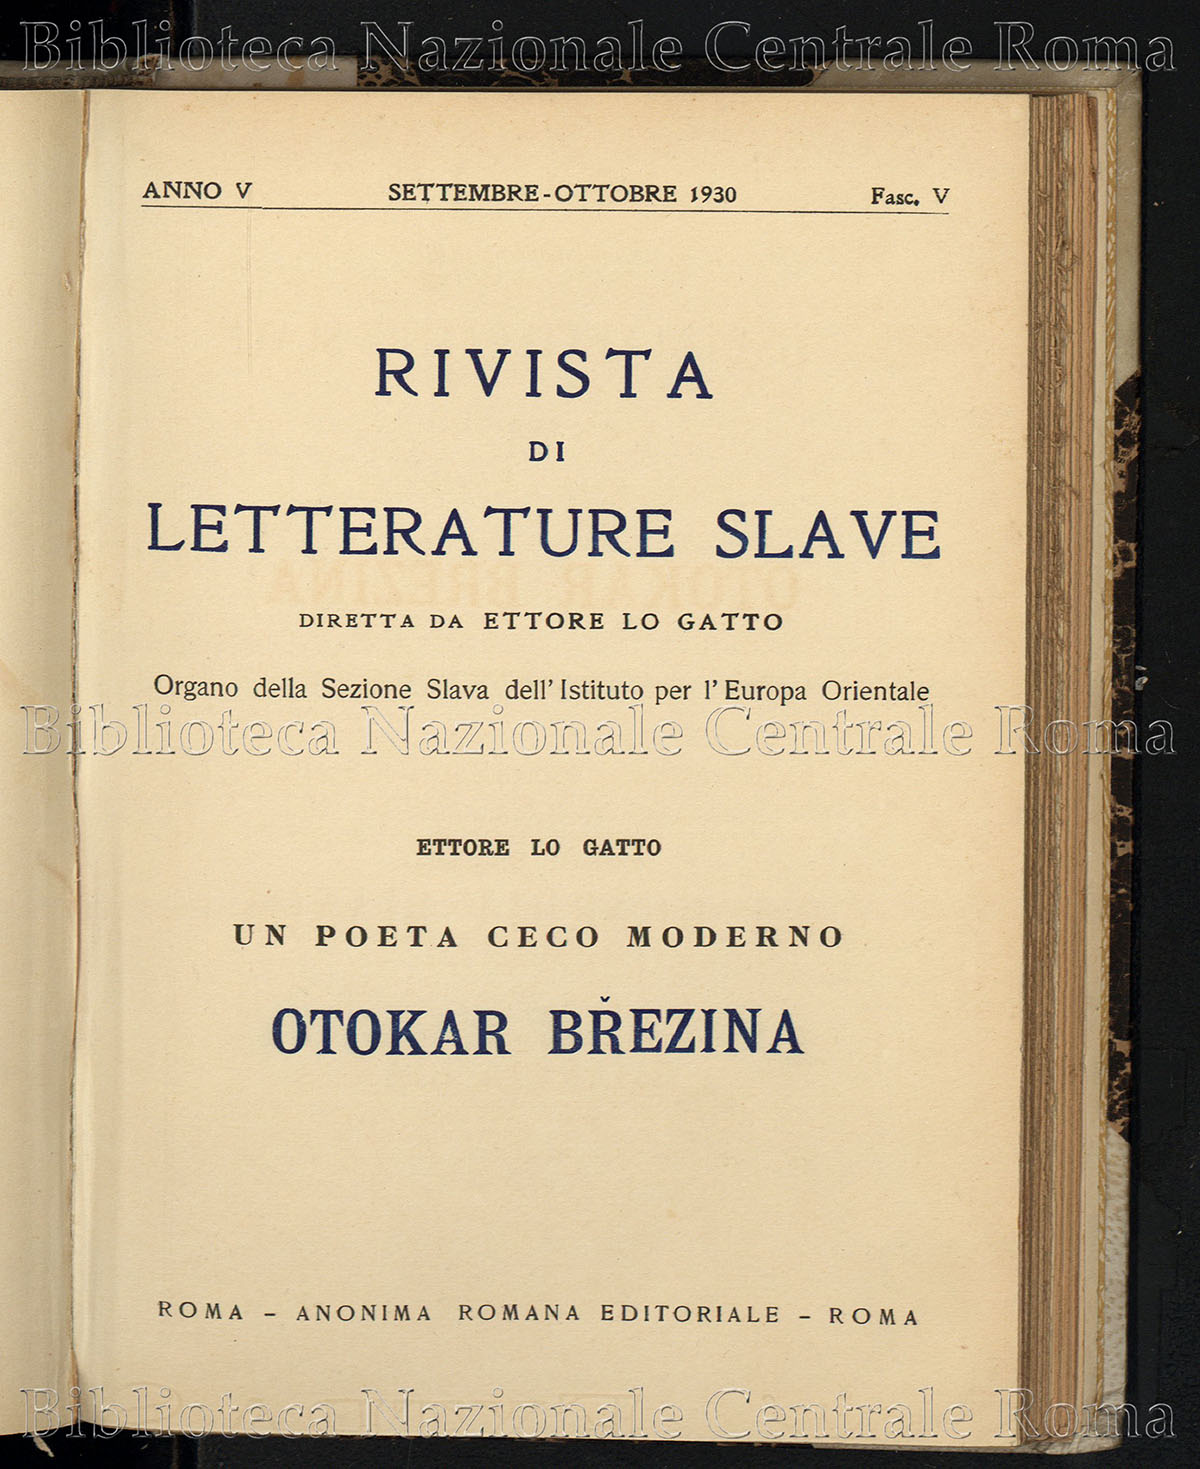 Biblioteca Nazionale Centrale Roma
ANNO V SETTEMBRE-OTTOBRE 1930 Fasc. V
RIVISTA
DI
LETTERATURE SLAVE
DIRETTA DA ETTORE LO GATTO
Organo della Sezione Slava dell' Istituto per l' Europa Orientale
Biblioteca Nazionale Centrale Roma
ETTORE LO GATTO
UN POETA CECO MODERNO
OTOKAR BŘEZINA
ROMA – ANONIMA ROMANA EDITORIALE – ROMA
Biblioteca Nazionale Centrale Roma